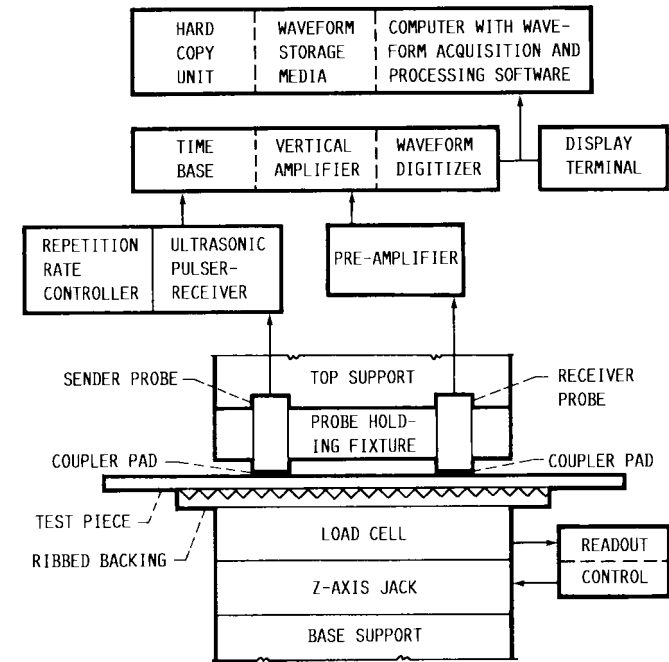 HARD
COPY
UNIT
WAVEFORM
STORAGE
MEDIA
COMPUTER WITH WAVE-
FORM ACQUISITION AND
PROCESSING SOFTWARE
TIME
BASE
VERTICAL
AMPLIFIER
WAVEFORM
DIGITIZER
DISPLAY
TERMINAL
REPETITION
RATE
CONTROLLER
ULTRASONIC
PULSER-
RECEIVER
PRE-AMPLIFIER
SENDER PROBE
TOP SUPPORT
RECEIVER
PROBE
PROBE HOLD-
ING FIXTURE
COUPLER PAD
COUPLER PAD
TEST PIECE
RIBBED BACKING
LOAD CELL
READOUT
CONTROL
Z-AXIS JACK
BASE SUPPORT